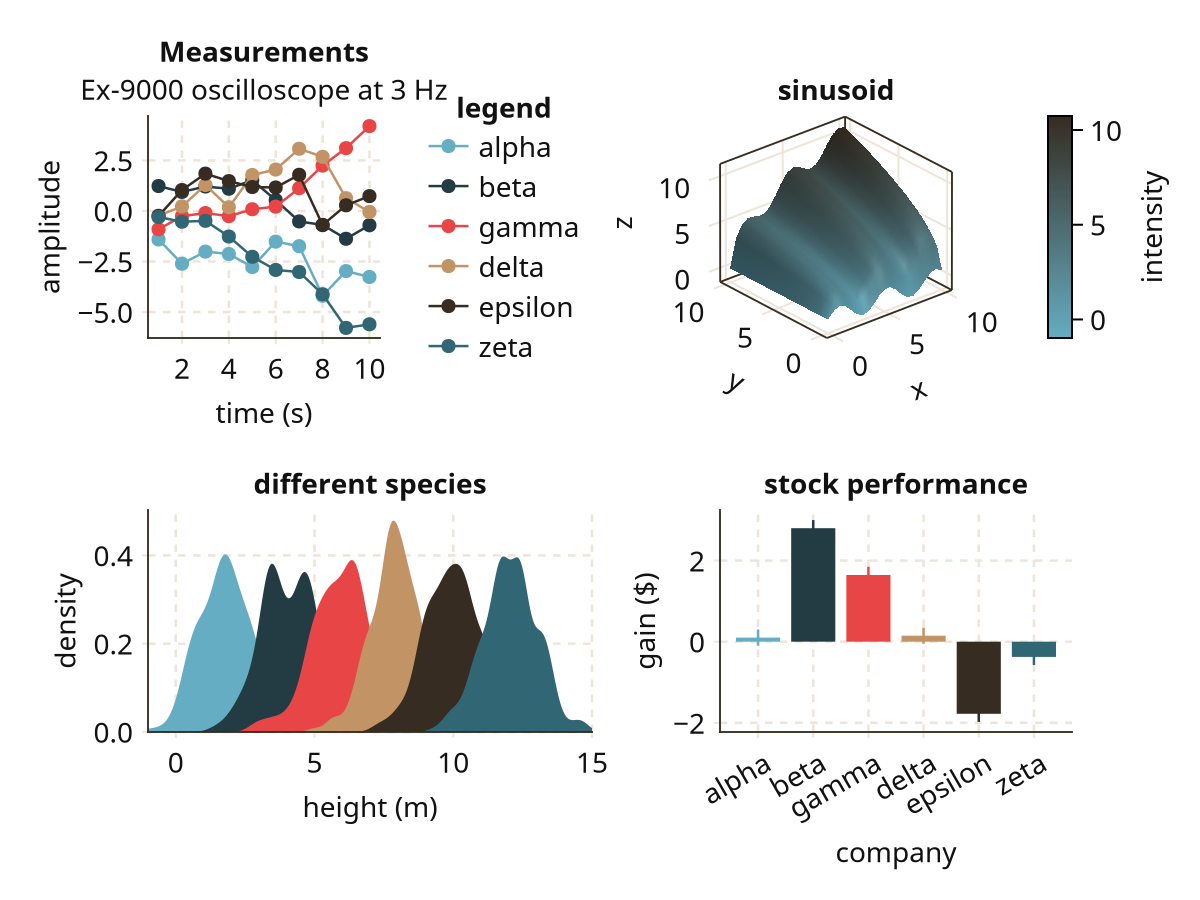 Measurements
Ex-9000 oscilloscope at 3 Hz
amplitude
2.5
0.0
−2.5
−5.0
2 4 6 8 10
time (s)
legend
alpha
beta
gamma
delta
epsilon
zeta
sinusoid
z
10
5
0
10
5
0
y
0
5
10
x
10
5
0
intensity
different species
density
0.4
0.2
0.0
0 5 10 15
height (m)
stock performance
gain ($)
2
0
−2
alpha
beta
gamma
delta
epsilon
zeta
company